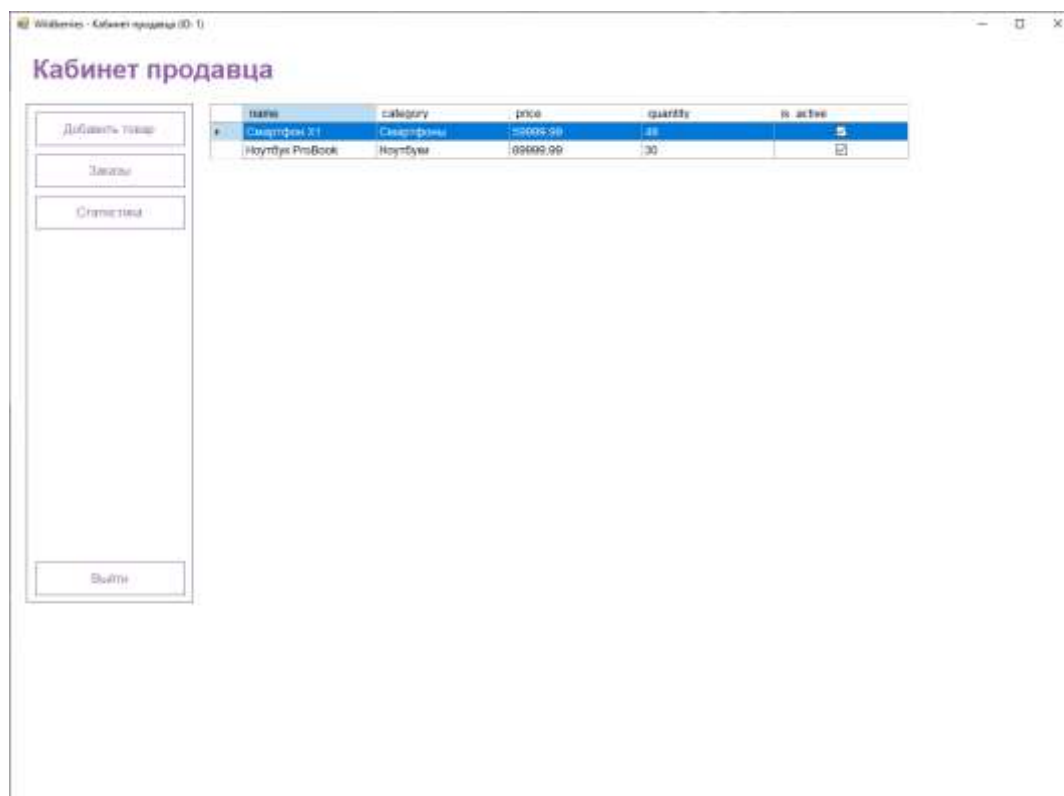 Wildberries - Кабинет продавца (ID: 1)
Кабинет продавца
Добавить товар
Заказы
Статистика
Выйти
name category price quantity is_active
Смартфон X1 Смартфоны 59999.99
Ноутбук ProBook Ноутбуки 89999.99 30